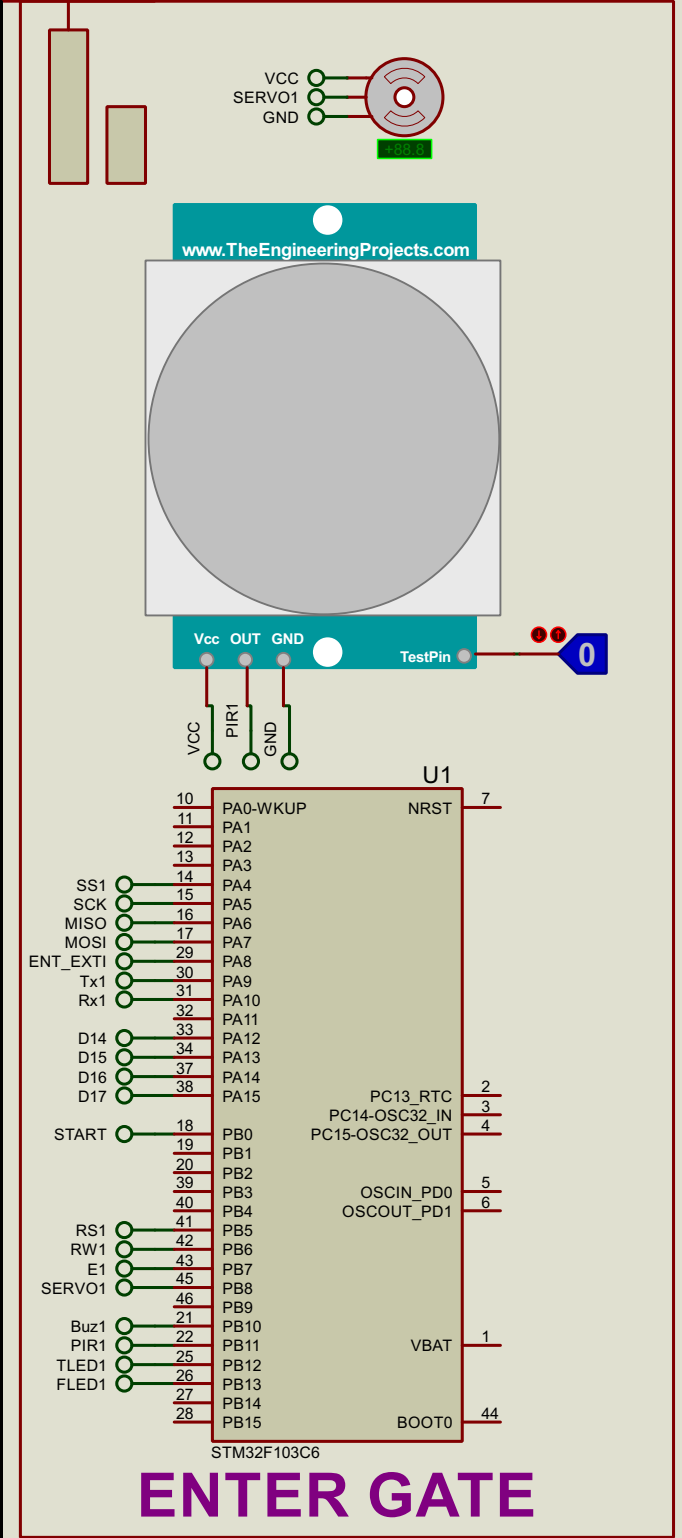 VCC
SERVO1
GND
+88.8
www.TheEngineeringProjects.com
Vcc OUT GND
TestPin
0
VCC
PIR1
GND
U1
10 PA0-WKUP NRST 7
11 PA1
12 PA2
13 PA3
SS1 14 PA4
SCK 15 PA5
MISO 16 PA6
MOSI 17 PA7
ENT_EXTI 29 PA8
Tx1 30 PA9
Rx1 31 PA10
32 PA11
D14 33 PA12
D15 34 PA13
D16 37 PA14
D17 38 PA15
PC13_RTC 2
PC14-OSC32_IN 3
START 18 PB0 PC15-OSC32_OUT 4
19 PB1
20 PB2
39 PB3 OSCIN_PD0 5
40 PB4 OSCOUT_PD1 6
RS1 41 PB5
RW1 42 PB6
E1 43 PB7
SERVO1 45 PB8
46 PB9
Buz1 21 PB10
PIR1 22 PB11 VBAT 1
TLED1 25 PB12
FLED1 26 PB13
27 PB14
28 PB15 BOOT0 44
STM32F103C6
ENTER GATE